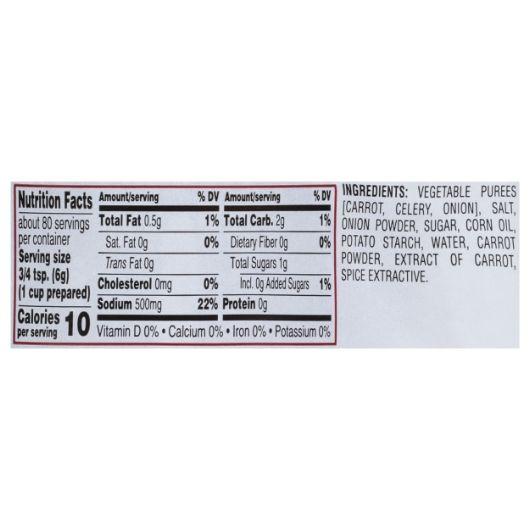 Nutrition Facts
about 80 servings
per container
Serving size
3/4 tsp. (6g)
(1 cup prepared)
Calories 10
per serving
Amount/serving % DV
Total Fat 0.5g 1%
Sat. Fat 0g 0%
Trans Fat 0g
Cholesterol 0mg 0%
Sodium 500mg 22%
Amount/serving % DV
Total Carb. 2g 1%
Dietary Fiber 0g 0%
Total Sugars 1g
Incl. 0g Added Sugars 1%
Protein 0g
Vitamin D 0% • Calcium 0% • Iron 0% • Potassium 0%
INGREDIENTS: VEGETABLE PUREES
[CARROT, CELERY, ONION], SALT,
ONION POWDER, SUGAR, CORN OIL,
POTATO STARCH, WATER, CARROT
POWDER, EXTRACT OF CARROT,
SPICE EXTRACTIVE.